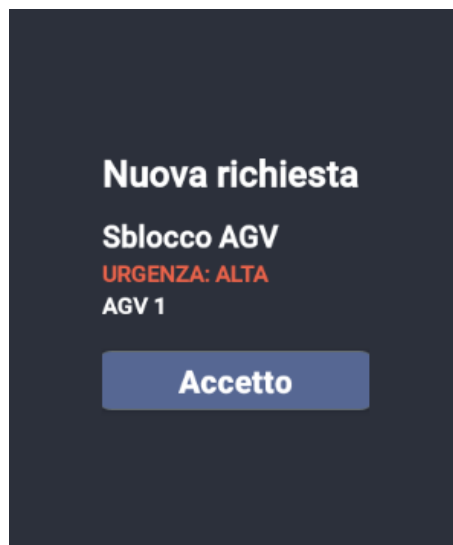 Nuova richiesta
Sblocco AGV
URGENZA: ALTA
AGV 1
Accetto